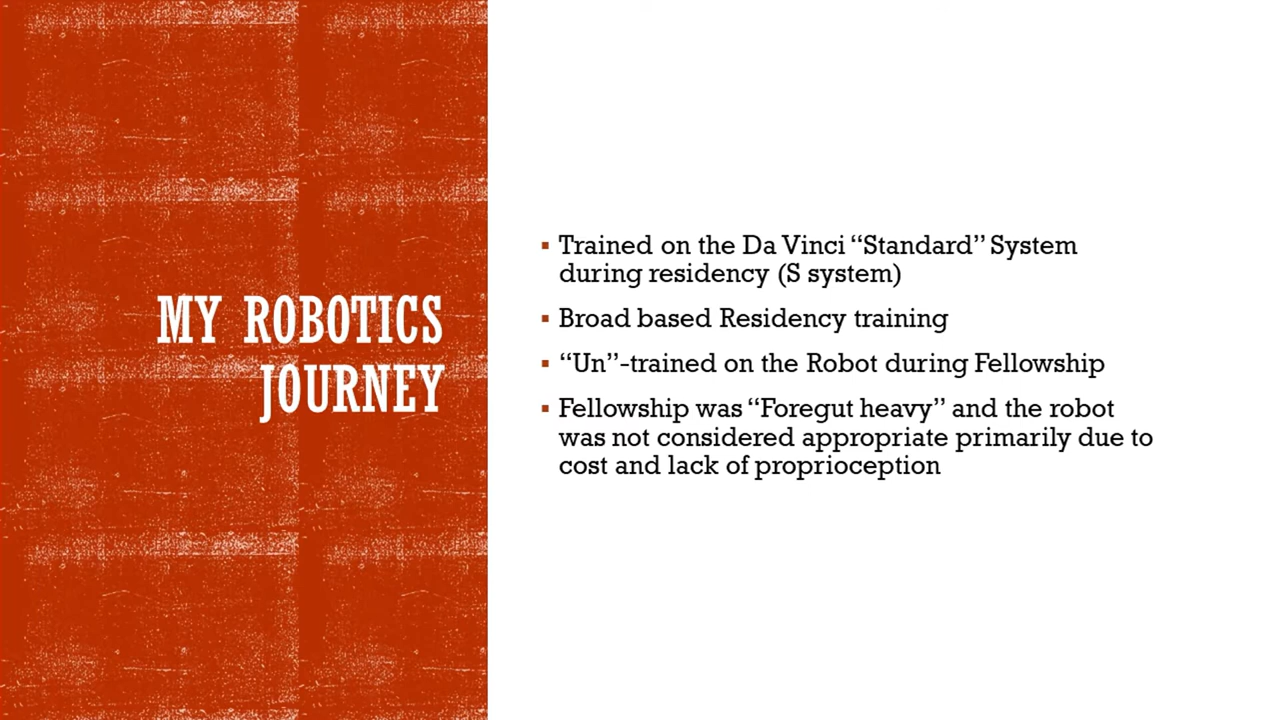 MY ROBOTICS
JOURNEY
▪ Trained on the Da Vinci “Standard” System
during residency (S system)
▪ Broad based Residency training
▪ “Un”-trained on the Robot during Fellowship
▪ Fellowship was “Foregut heavy” and the robot
was not considered appropriate primarily due to
cost and lack of proprioception